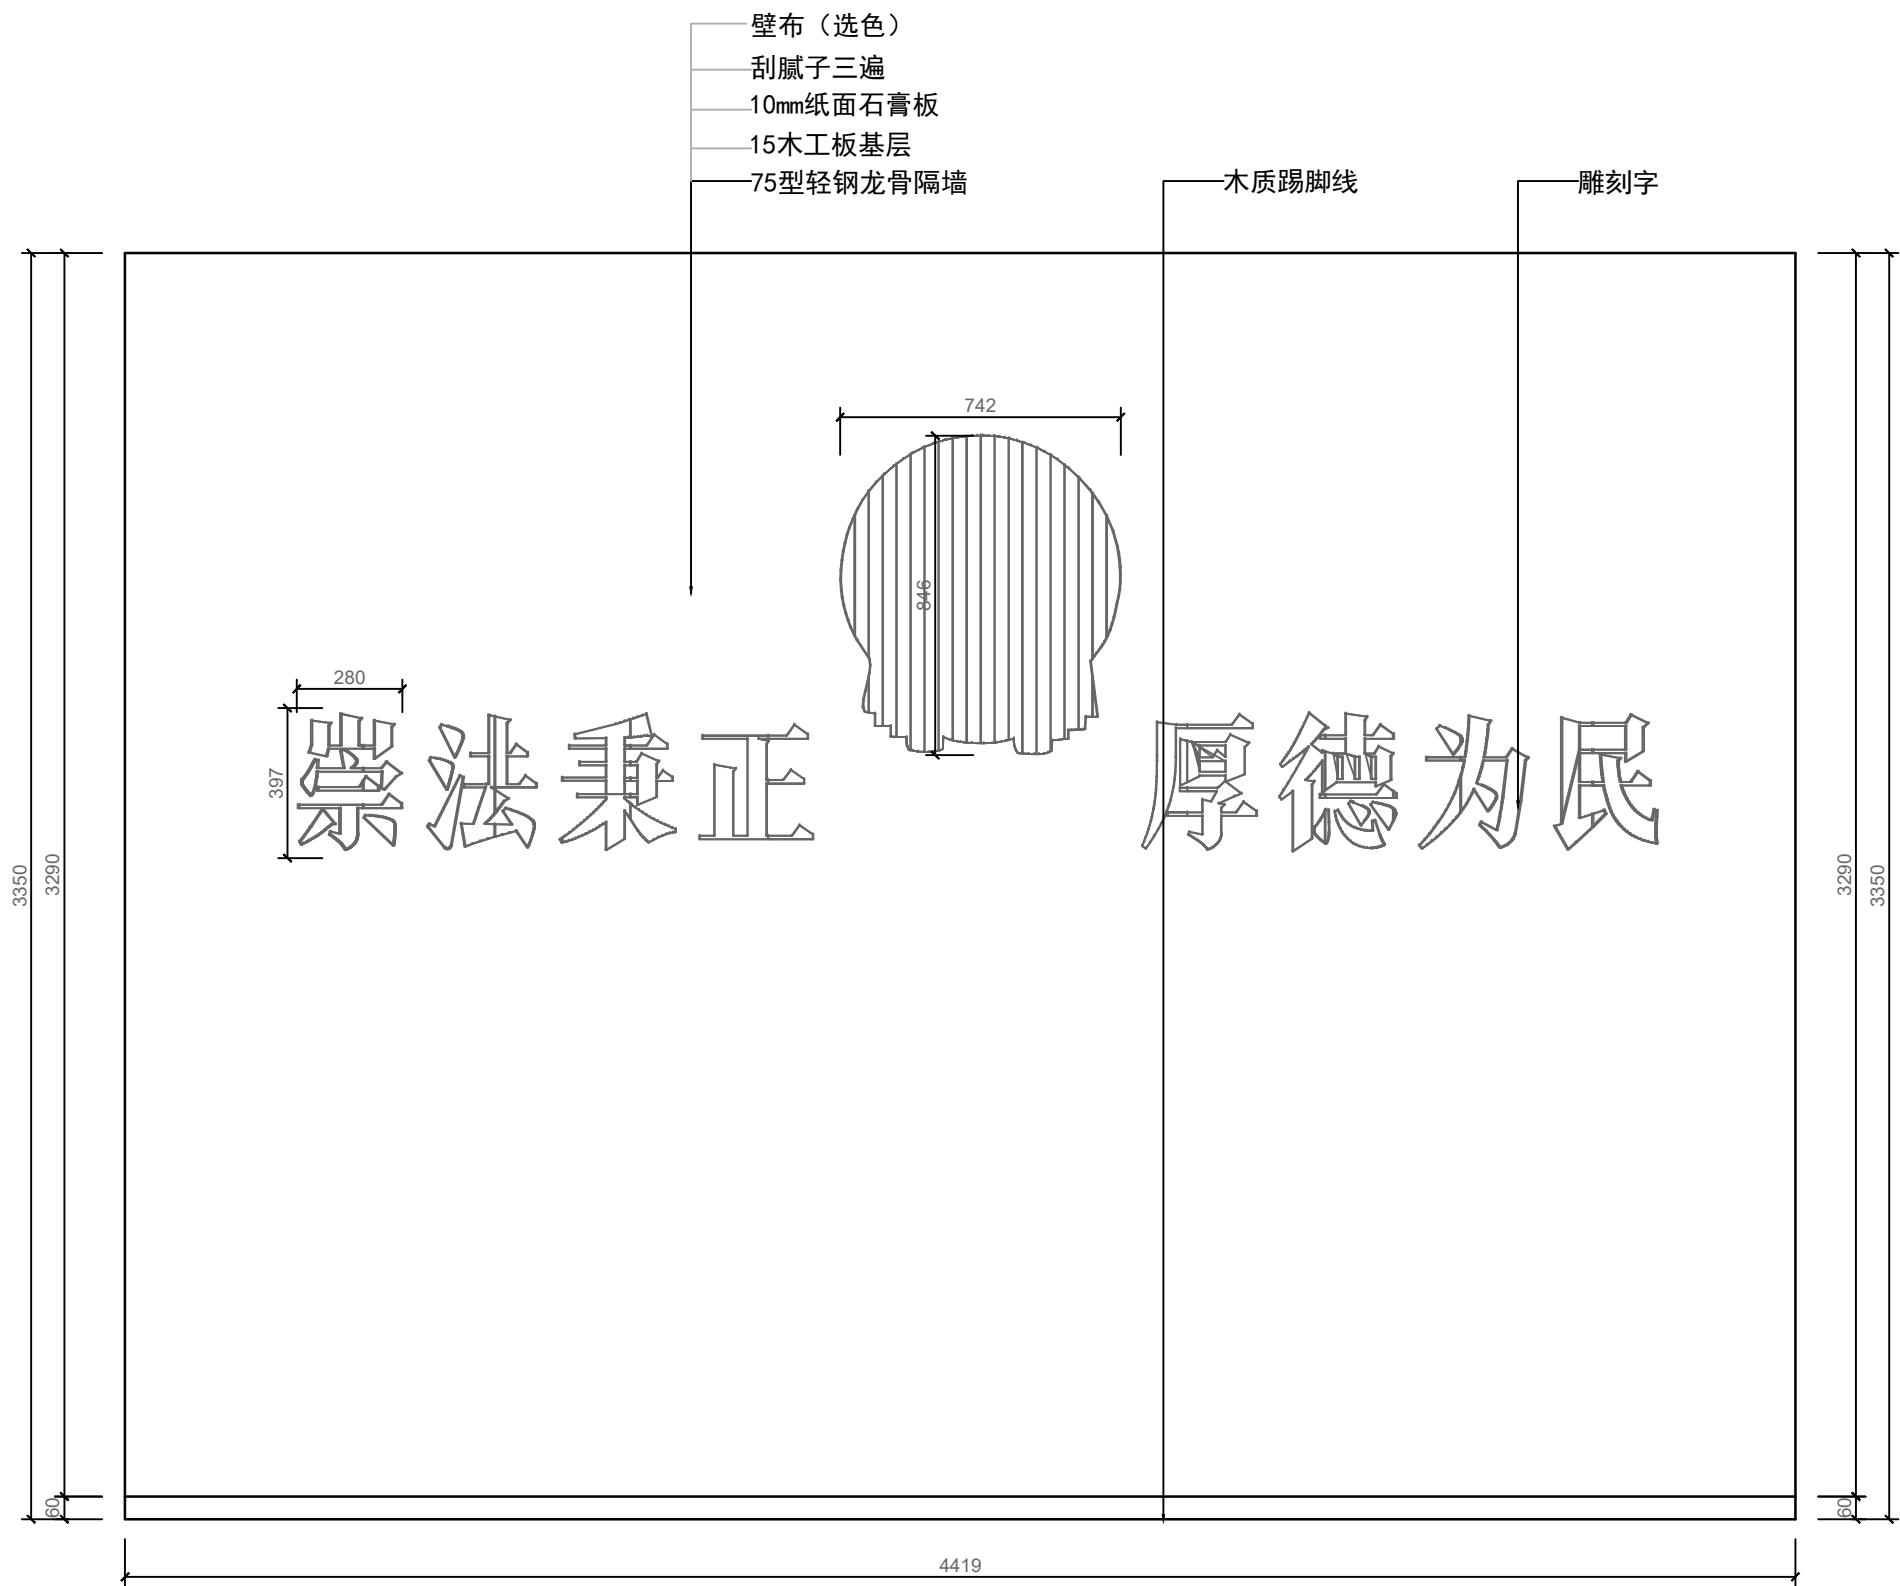 壁布（选色）
刮腻子三遍
10mm纸面石膏板
15木工板基层
75型轻钢龙骨隔墙
木质踢脚线
雕刻字
742
846
280
397
崇法秉正
厚德为民
3350
3290
3290
3350
60
60
4419